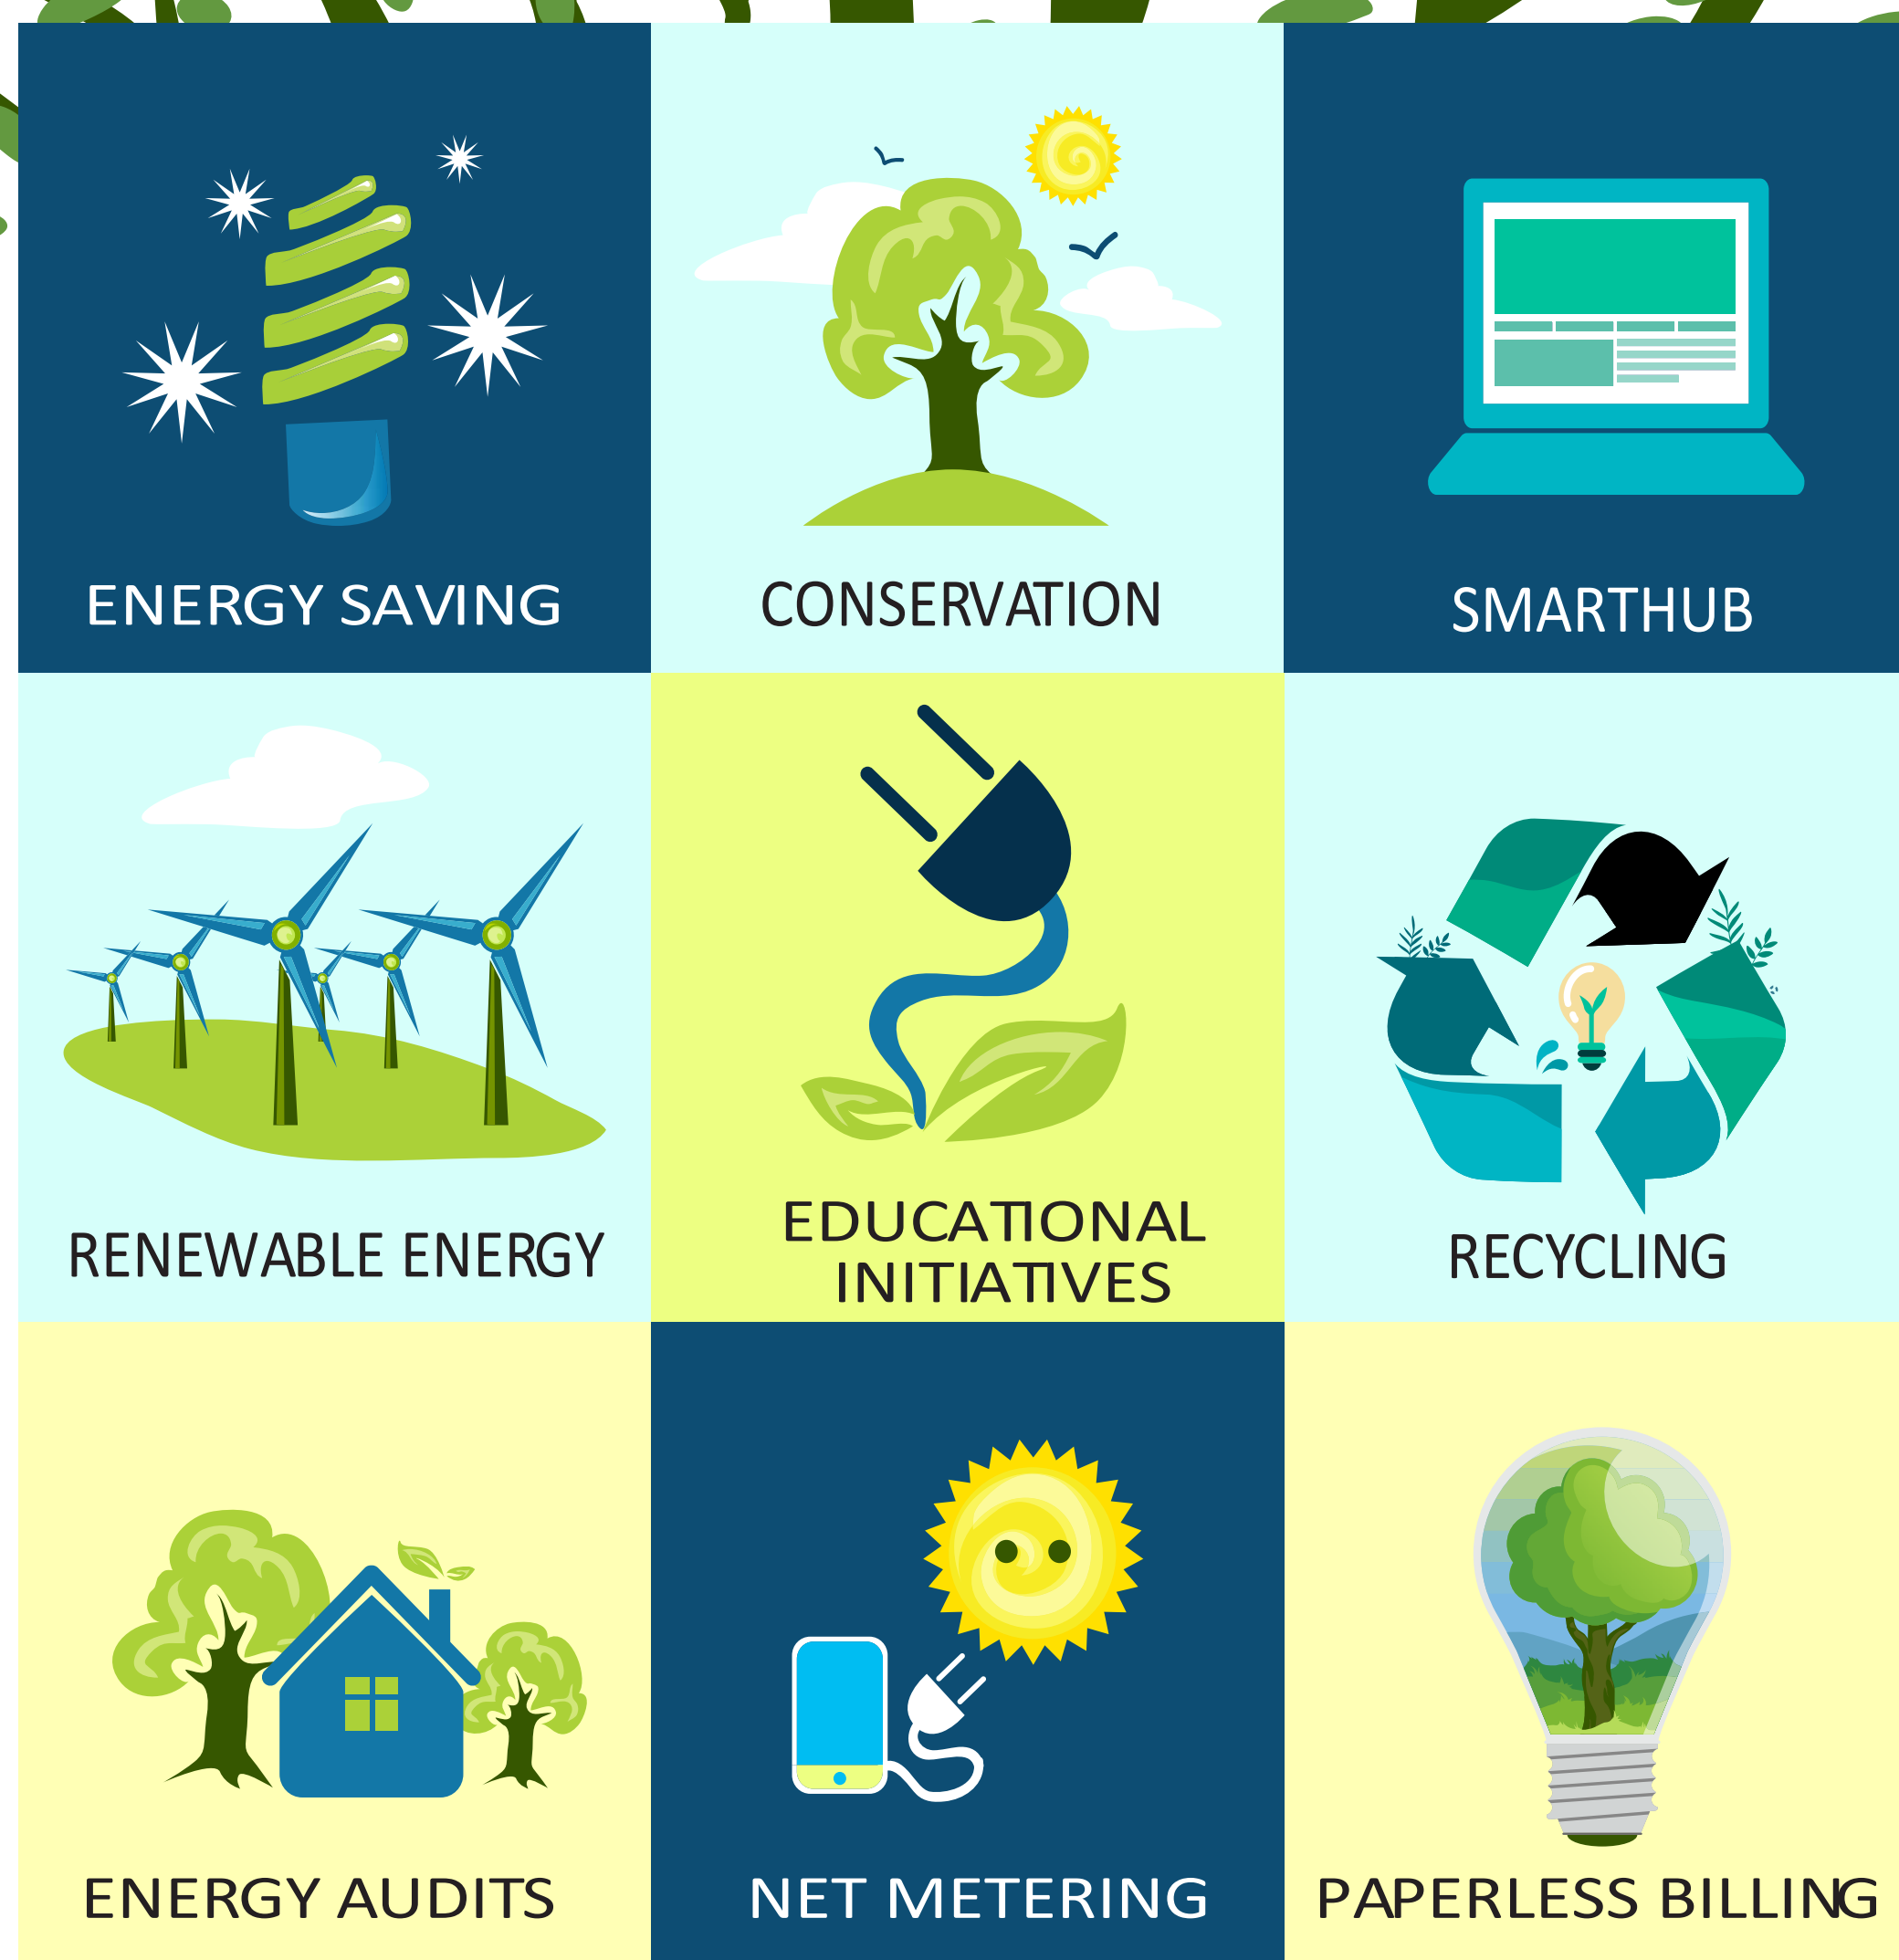 ENERGY SAVING
CONSERVATION
SMARTHUB
RENEWABLE ENERGY
EDUCATIONAL
INITIATIVES
RECYCLING
ENERGY AUDITS
NET METERING
PAPERLESS BILLING